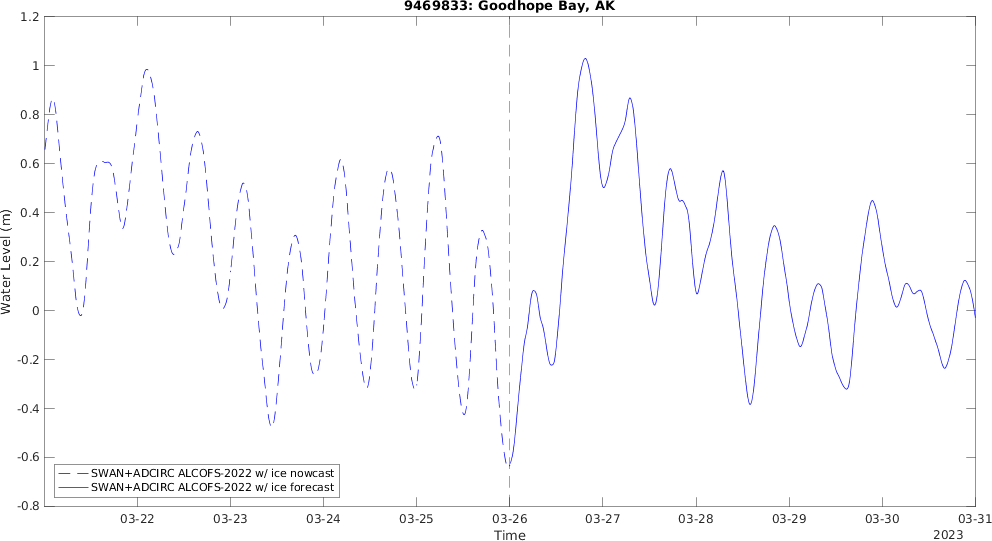 9469833: Goodhope Bay, AK
1.2
1
0.8
0.6
0.4
0.2
0
-0.2
-0.4
-0.6
-0.8
Water Level (m)
SWAN+ADCIRC ALCOFS-2022 w/ ice nowcast
SWAN+ADCIRC ALCOFS-2022 w/ ice forecast
03-22 03-23 03-24 03-25 03-26 03-27 03-28 03-29 03-30 03-31
Time
2023